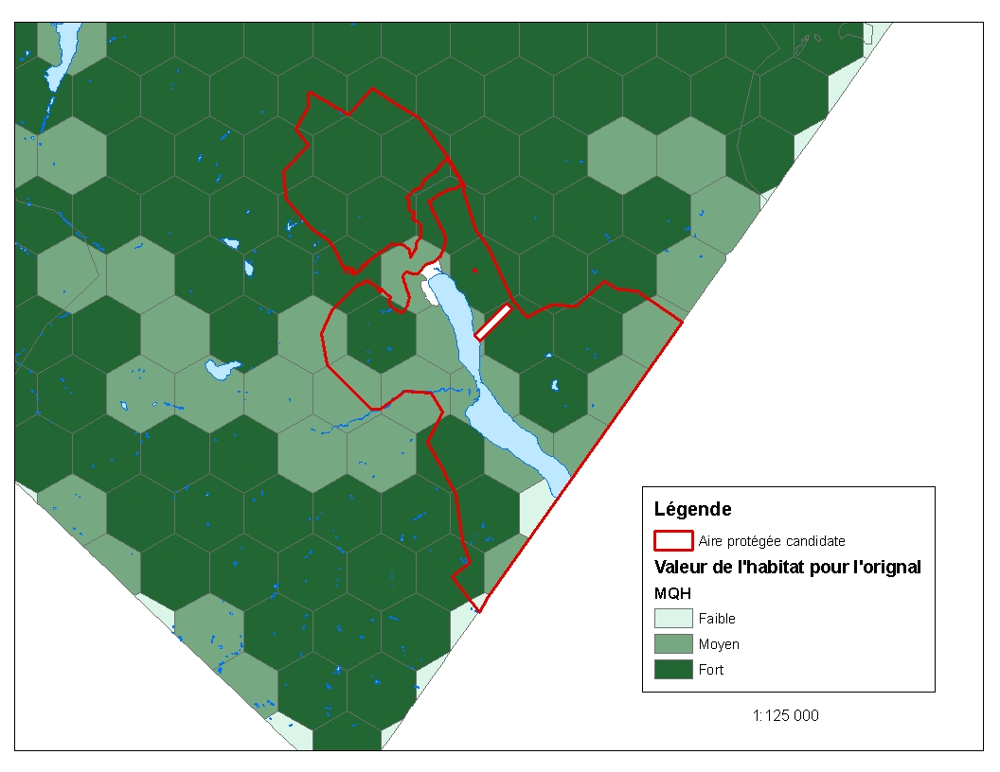 Légende
Aire protégée candidate
Valeur de l'habitat pour l'orignal
MQH
Faible
Moyen
Fort
1:125 000